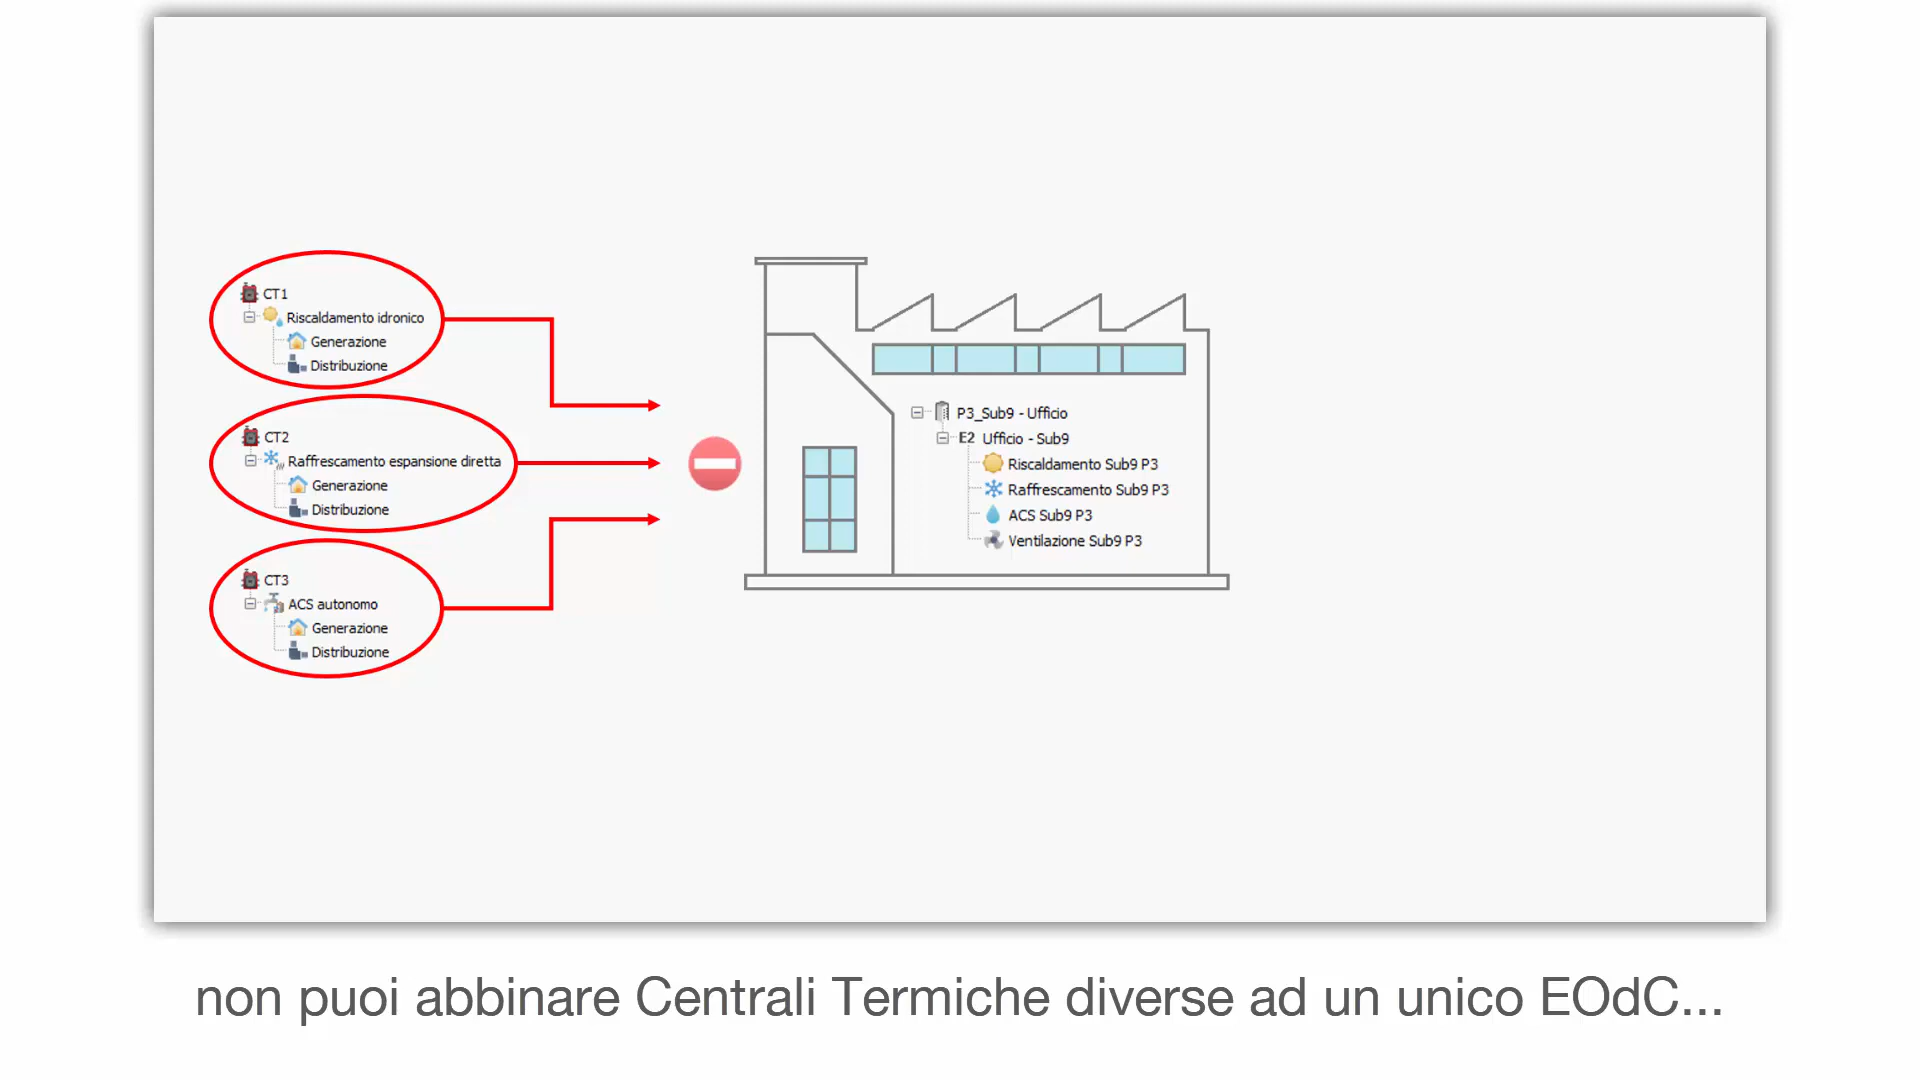 CT1
Riscaldamento idronico
Generazione
Distribuzione
CT2
Raffrescamento espansione diretta
Generazione
Distribuzione
CT3
ACS autonomo
Generazione
Distribuzione
P3_Sub9 - Ufficio
E2 Ufficio - Sub9
Riscaldamento Sub9 P3
Raffrescamento Sub9 P3
ACS Sub9 P3
Ventilazione Sub9 P3
non puoi abbinare Centrali Termiche diverse ad un unico EOdC...